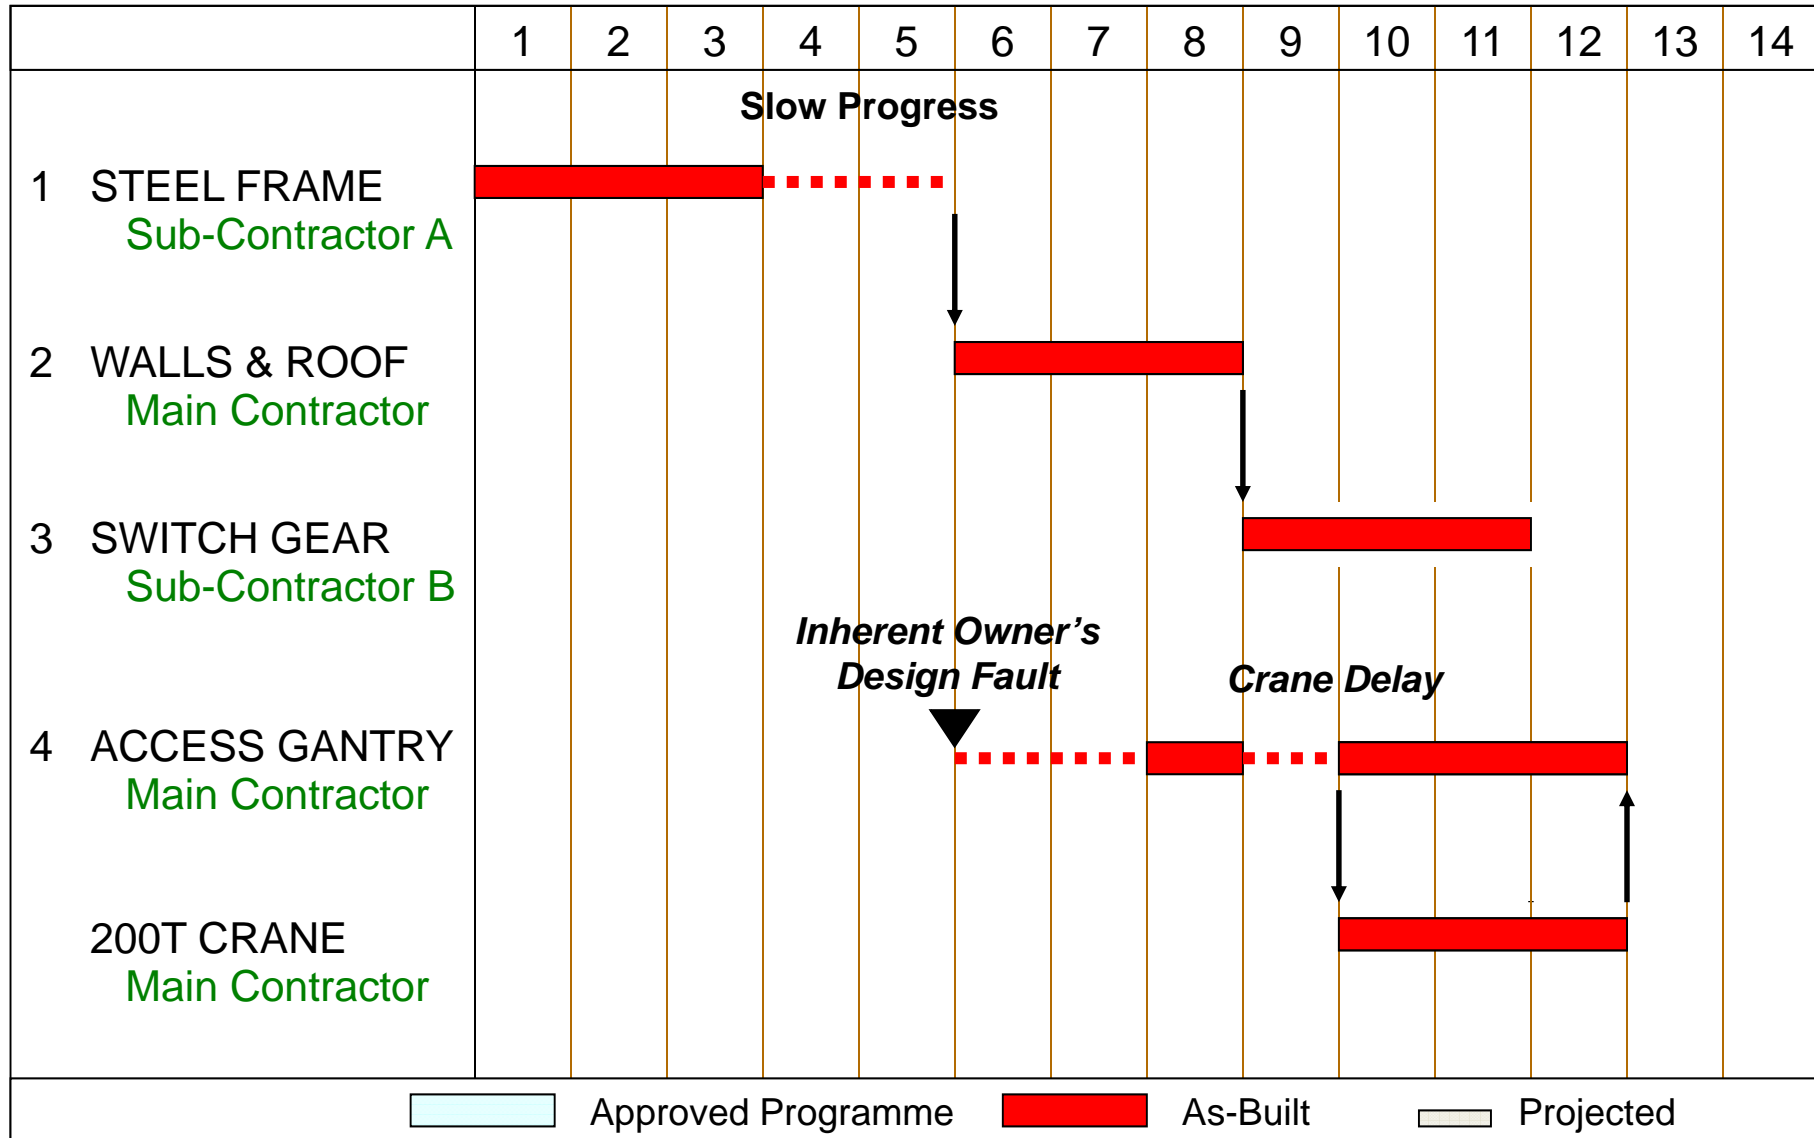 1 2 3 4 5 6 7 8 9 10 11 12 13 14
Slow Progress
1 STEEL FRAME
Sub-Contractor A
2 WALLS & ROOF
Main Contractor
3 SWITCH GEAR
Sub-Contractor B
Inherent Owner’s
Design Fault
Crane Delay
4 ACCESS GANTRY
Main Contractor
200T CRANE
Main Contractor
Approved Programme As-Built Projected